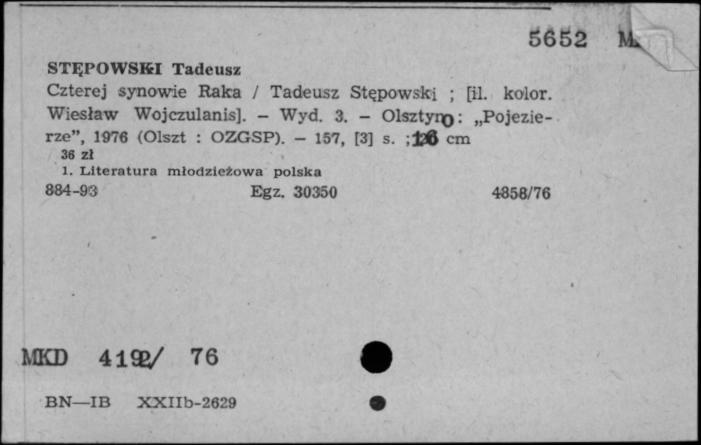 5652 M
STĘPOWSKI Tadeusz
Czterej synowie Raka / Tadeusz Stępowski ; [il. kolor.
Wiesław Wojczulanis]. – Wyd. 3. – Olsztyn : „Pojezie-
rze”, 1976 (Olszt : OZGSP). – 157, [3] s. ; cm
36 zł
1. Literatura młodzieżowa polska
884-93 Egz. 30350 4858/76
MKD 4192/ 76
BN—IB XXIIb-2629